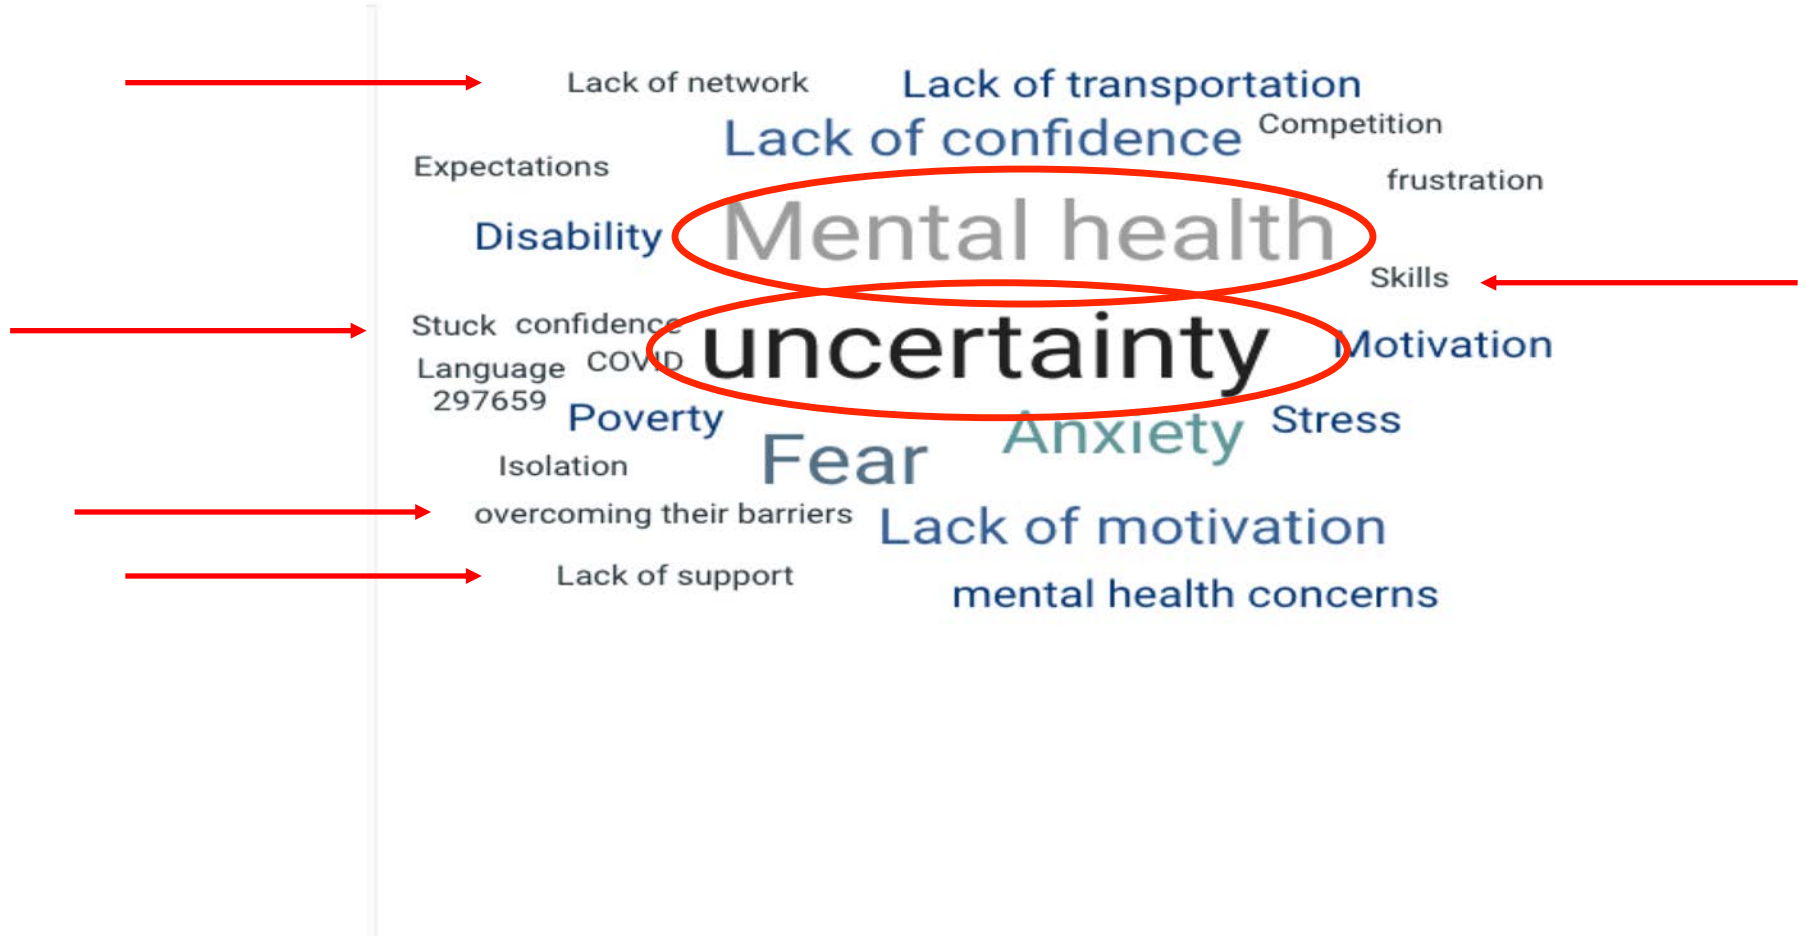 Lack of network
Lack of transportation
Lack of confidence
Competition
Expectations
frustration
Disability
Mental health
Skills
Stuck
confidence
uncertainty
Motivation
Language
COVID
297659
Poverty
Anxiety
Stress
Fear
Isolation
overcoming their barriers
Lack of motivation
Lack of support
mental health concerns